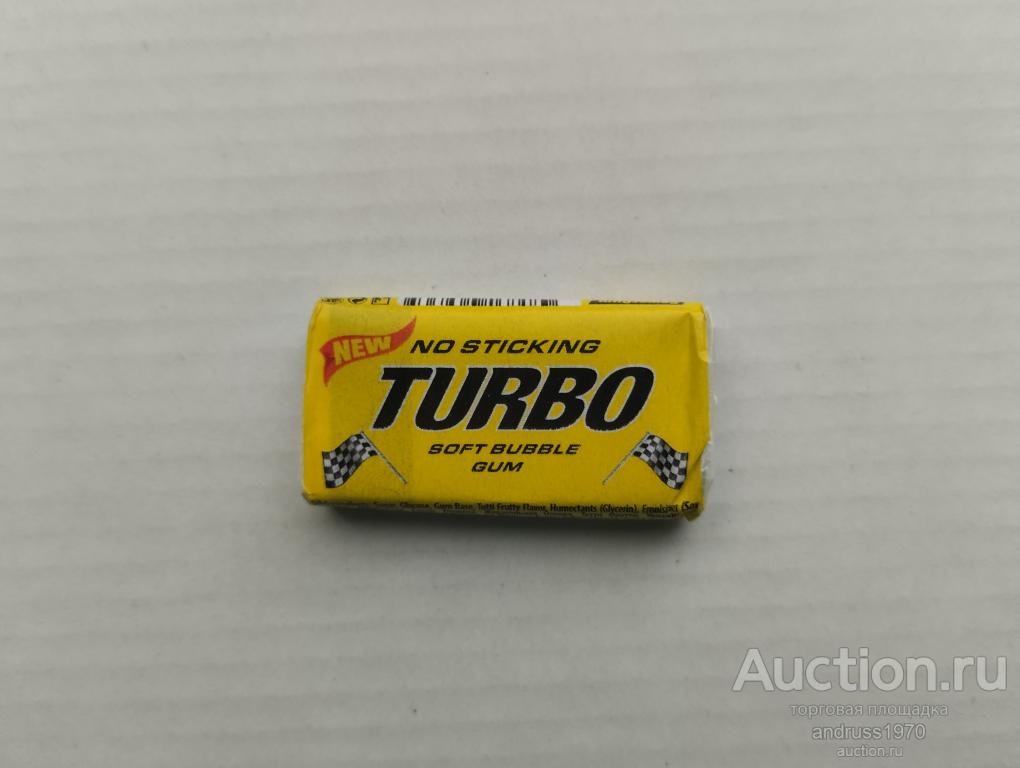 NEW
NO STICKING
TURBO
SOFT BUBBLE
GUM
Gum Base, Tutti Frutty Flavor, Humectants (Glycerin),
Auction.ru
торговая площадка
andruss1970
auction.ru